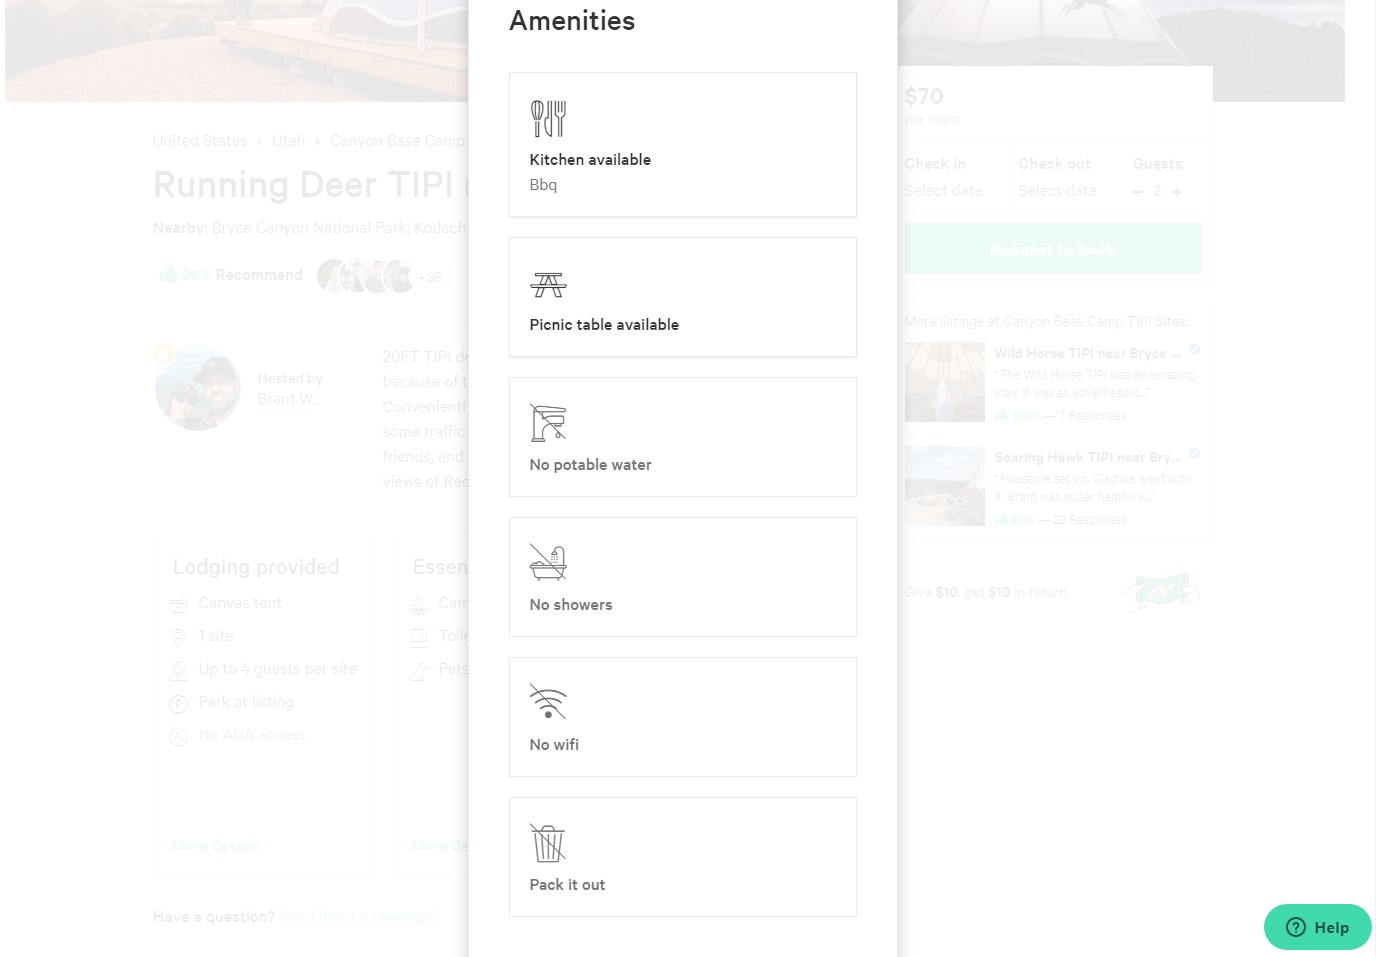 Amenities
Kitchen available
Bbq
Picnic table available
No potable water
No showers
No wifi
Pack it out
United States > Utah > Canyon Base Camp
Running Deer TIPI
Nearby: Bryce Canyon National Park, Kodach
96% Recommend
+36
Hosted by
Brant W.
20FT TIPI de
because of t
Conveniently
some traffic
friends, and
views of Red
Lodging provided
Canvas tent
1 site
Up to 4 guests per site
Park at listing
No ADA access
More details
Essen
Cam
Toile
Pets
More de
Have a question? Send Brant a message!
$70
per night
Check in
Check out
Guests
Select date
Select date
− 2 +
Request to book
More listings at Canyon Base Camp TIPI Sites:
Wild Horse TIPI near Bryce ...
"The Wild Horse TiPi was an amazing
stay. It was as advertised o..."
100% — 7 Responses
Soaring Hawk TIPI near Bry...
"Awesome set up. Glad we went with
it. Brant was super helpful a..."
95% — 22 Responses
Give $10, get $10 in return
Help